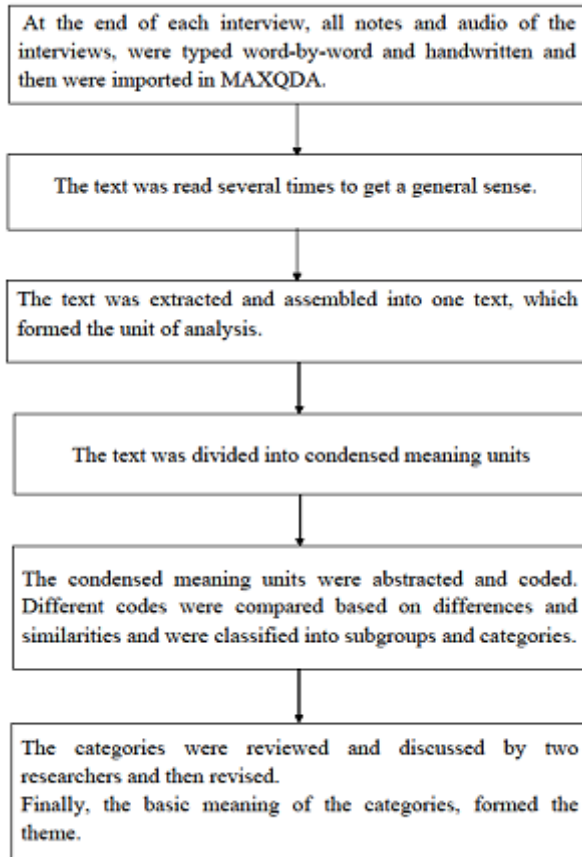 At the end of each interview, all notes and audio of the
interviews, were typed word-by-word and handwritten and
then were imported in MAXQDA.
The text was read several times to get a general sense.
The text was extracted and assembled into one text, which
formed the unit of analysis.
The text was divided into condensed meaning units
The condensed meaning units were abstracted and coded.
Different codes were compared based on differences and
similarities and were classified into subgroups and categories.
The categories were reviewed and discussed by two
researchers and then revised.
Finally, the basic meaning of the categories, formed the
theme.